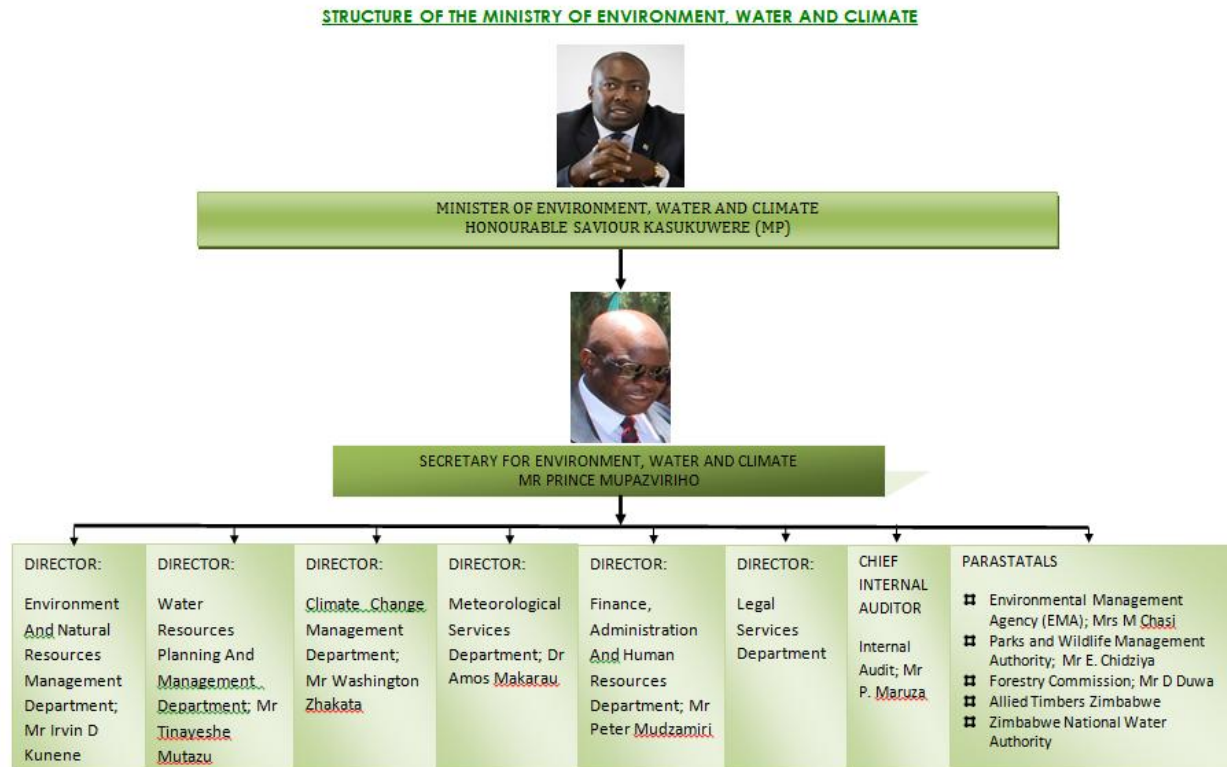 STRUCTURE OF THE MINISTRY OF ENVIRONMENT, WATER AND CLIMATE
MINISTER OF ENVIRONMENT, WATER AND CLIMATE
HONOURABLE SAVIOUR KASUKUWERE (MP)
SECRETARY FOR ENVIRONMENT, WATER AND CLIMATE
MR PRINCE MUPAZVIRIHO
DIRECTOR:
Environment
And Natural
Resources
Management
Department;
Mr Irvin D
Kunene
DIRECTOR:
Water
Resources
Planning And
Management
Department; Mr
Tinayeshe
Mutazu
DIRECTOR:
Climate Change
Management
Department;
Mr Washington
Zhakata
DIRECTOR:
Meteorological
Services
Department; Dr
Amos Makarau
DIRECTOR:
Finance,
Administration
And Human
Resources
Department; Mr
Peter Mudzamiri
DIRECTOR:
Legal
Services
Department
CHIEF
INTERNAL
AUDITOR
Internal
Audit; Mr
P. Maruza
PARASTATALS
Environmental Management
Agency (EMA); Mrs M Chasi
Parks and Wildlife Management
Authority; Mr E. Chidziya
Forestry Commission; Mr D Duwa
Allied Timbers Zimbabwe
Zimbabwe National Water
Authority